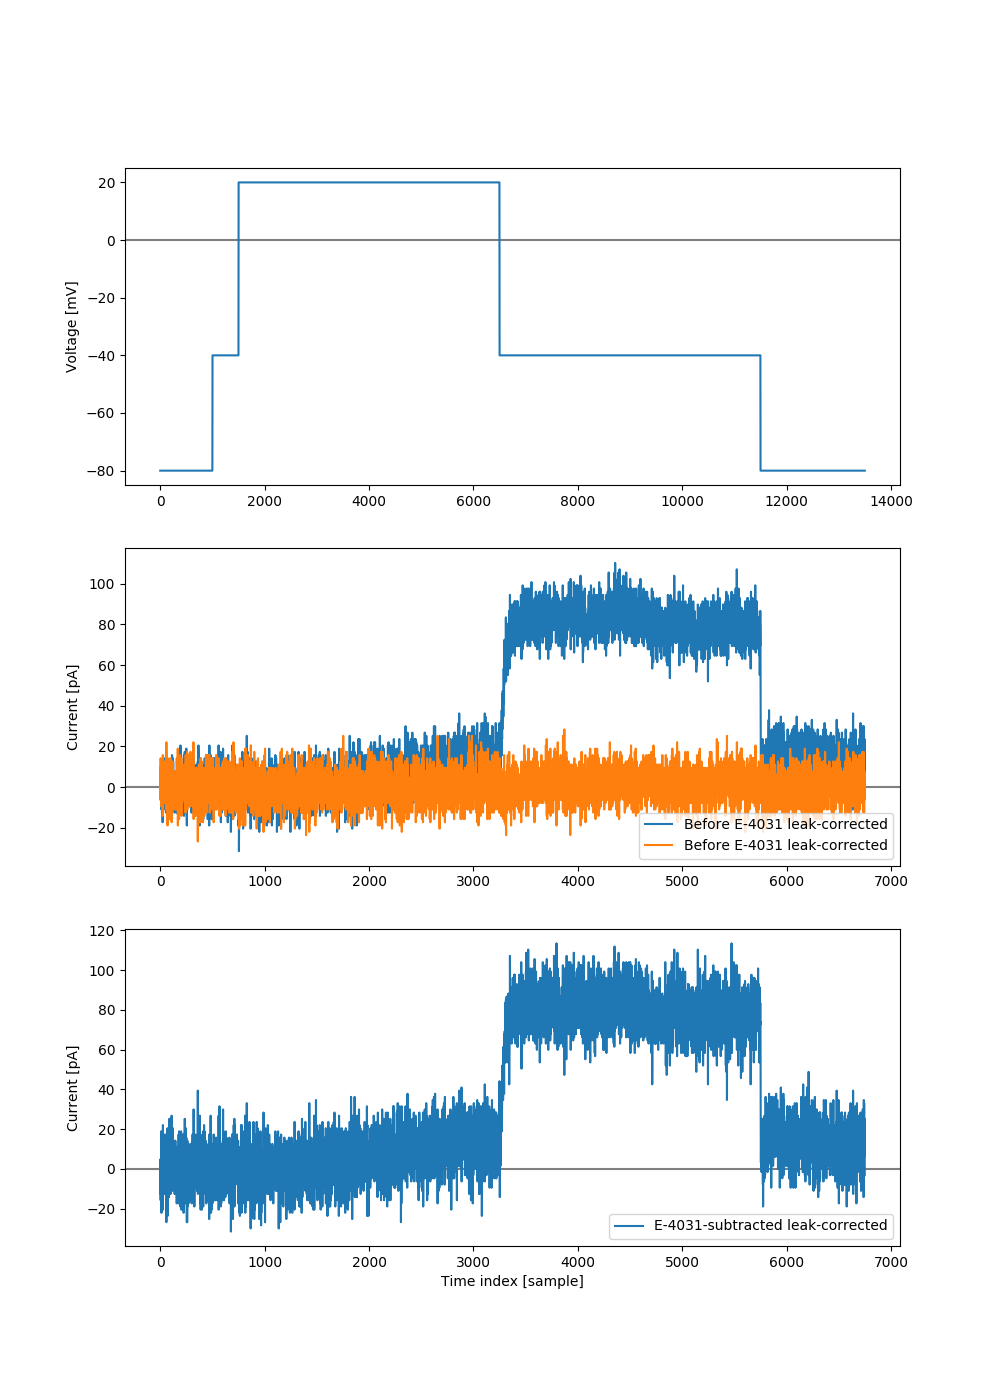 20
0
−20
−40
−60
−80
Voltage [mV]
0 2000 4000 6000 8000 10000 12000 14000
100
80
60
40
20
0
−20
Current [pA]
Before E-4031 leak-corrected
Before E-4031 leak-corrected
0 1000 2000 3000 4000 5000 6000 7000
120
100
80
60
40
20
0
−20
Current [pA]
E-4031-subtracted leak-corrected
0 1000 2000 3000 4000 5000 6000 7000
Time index [sample]